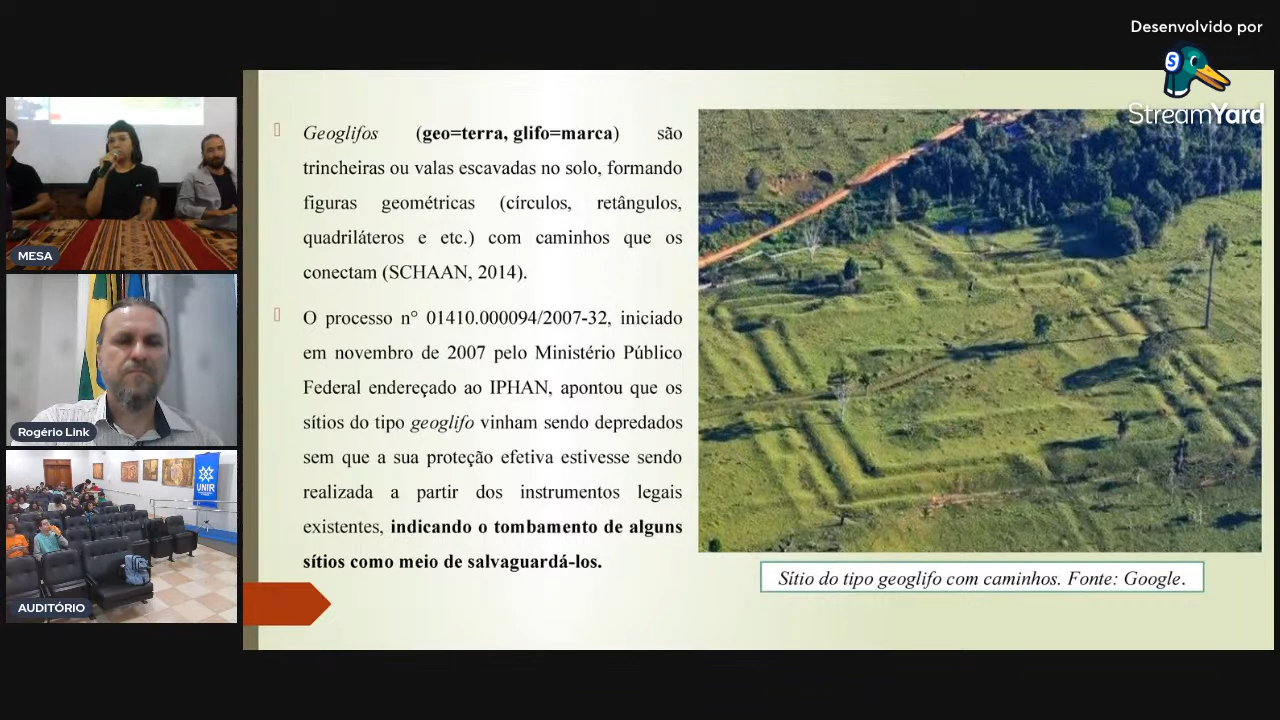 Desenvolvido por
StreamYard
MESA
Rogério Link
UNIR
AUDITÓRIO
Geoglifos (geo=terra, glifo=marca) são
trincheiras ou valas escavadas no solo, formando
figuras geométricas (círculos, retângulos,
quadriláteros e etc.) com caminhos que os
conectam (SCHAAN, 2014).
O processo n° 01410.000094/2007-32, iniciado
em novembro de 2007 pelo Ministério Público
Federal endereçado ao IPHAN, apontou que os
sítios do tipo geoglifo vinham sendo depredados
sem que a sua proteção efetiva estivesse sendo
realizada a partir dos instrumentos legais
existentes, indicando o tombamento de alguns
sítios como meio de salvaguardá-los.
Sítio do tipo geoglifo com caminhos. Fonte: Google.